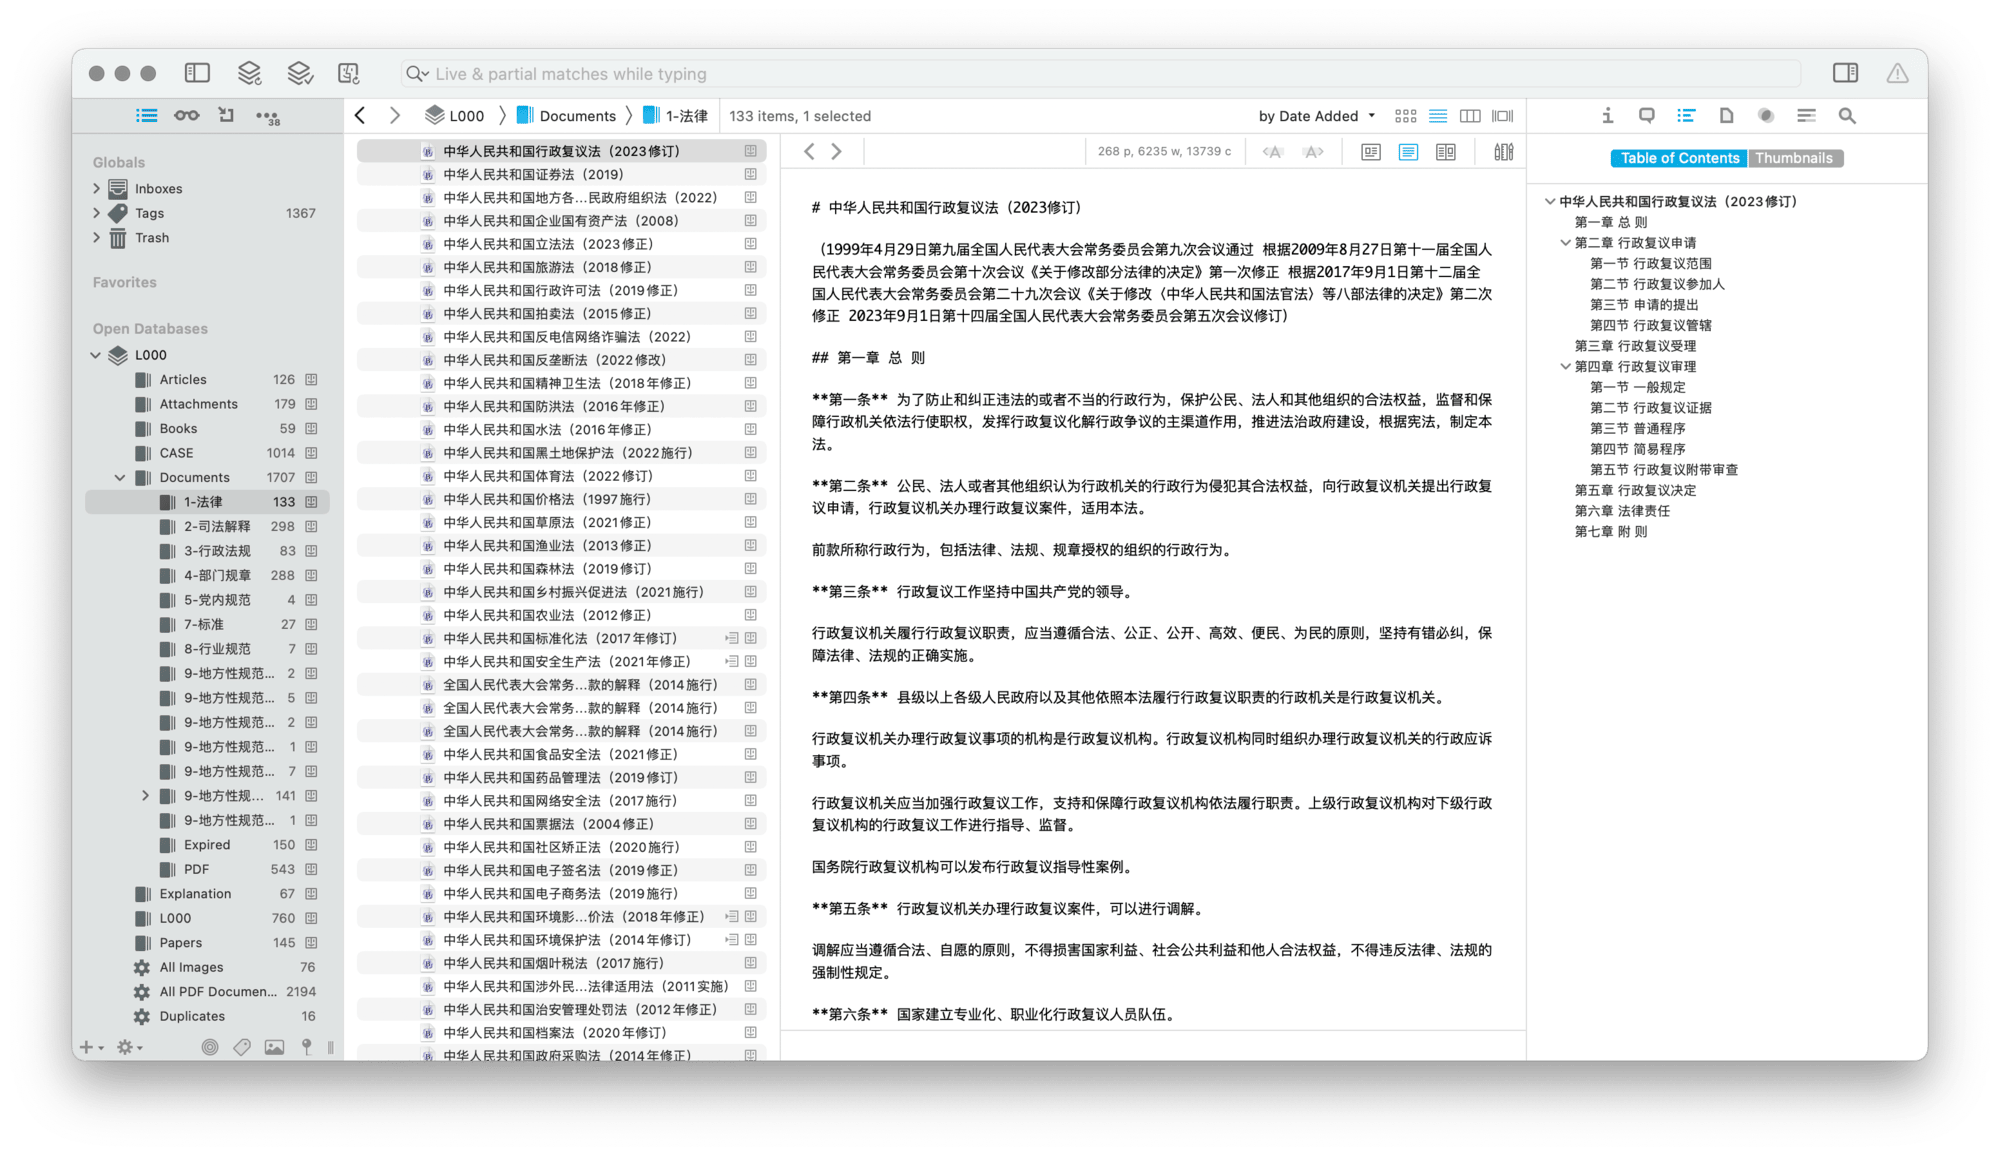 Live & partial matches while typing
38
L000
Documents
1-法律
133 items, 1 selected
by Date Added
Globals
Inboxes
Tags 1367
Trash
Favorites
Open Databases
L000
Articles 126
Attachments 179
Books 59
CASE 1014
Documents 1707
1-法律 133
2-司法解释 298
3-行政法规 83
4-部门规章 288
5-党内规范 4
7-标准 27
8-行业规范 7
9-地方性规范... 2
9-地方性规范... 5
9-地方性规范... 2
9-地方性规范... 1
9-地方性规范... 7
9-地方性规... 141
9-地方性规范... 1
Expired 150
PDF 543
Explanation 67
L000 760
Papers 145
All Images 76
All PDF Documen... 2194
Duplicates 16
中华人民共和国行政复议法（2023修订）
中华人民共和国证券法（2019）
中华人民共和国地方各...民政府组织法（2022）
中华人民共和国企业国有资产法（2008）
中华人民共和国立法法（2023修正）
中华人民共和国旅游法（2018修正）
中华人民共和国行政许可法（2019修正）
中华人民共和国拍卖法（2015修正）
中华人民共和国反电信网络诈骗法（2022）
中华人民共和国反垄断法（2022修改）
中华人民共和国精神卫生法（2018年修正）
中华人民共和国防洪法（2016年修正）
中华人民共和国水法（2016年修正）
中华人民共和国黑土地保护法（2022施行）
中华人民共和国体育法（2022修订）
中华人民共和国价格法（1997施行）
中华人民共和国草原法（2021修正）
中华人民共和国渔业法（2013修正）
中华人民共和国森林法（2019修订）
中华人民共和国乡村振兴促进法（2021施行）
中华人民共和国农业法（2012修正）
中华人民共和国标准化法（2017年修订）
中华人民共和国安全生产法（2021年修正）
全国人民代表大会常务...款的解释（2014施行）
全国人民代表大会常务...款的解释（2014施行）
全国人民代表大会常务...款的解释（2014施行）
中华人民共和国食品安全法（2021修正）
中华人民共和国药品管理法（2019修订）
中华人民共和国网络安全法（2017施行）
中华人民共和国票据法（2004修正）
中华人民共和国社区矫正法（2020施行）
中华人民共和国电子签名法（2019修正）
中华人民共和国电子商务法（2019施行）
中华人民共和国环境影...价法（2018年修正）
中华人民共和国环境保护法（2014年修订）
中华人民共和国烟叶税法（2017施行）
中华人民共和国涉外民...法律适用法（2011实施）
中华人民共和国治安管理处罚法（2012年修正）
中华人民共和国档案法（2020年修订）
中华人民共和国政府采购法（2014年修正）
268 p, 6235 w, 13739 c
# 中华人民共和国行政复议法（2023修订）
（1999年4月29日第九届全国人民代表大会常务委员会第九次会议通过 根据2009年8月27日第十一届全国人
民代表大会常务委员会第十次会议《关于修改部分法律的决定》第一次修正 根据2017年9月1日第十二届全
国人民代表大会常务委员会第二十九次会议《关于修改〈中华人民共和国法官法〉等八部法律的决定》第二次
修正 2023年9月1日第十四届全国人民代表大会常务委员会第五次会议修订）
## 第一章 总 则
**第一条** 为了防止和纠正违法的或者不当的行政行为，保护公民、法人和其他组织的合法权益，监督和保
障行政机关依法行使职权，发挥行政复议化解行政争议的主渠道作用，推进法治政府建设，根据宪法，制定本
法。
**第二条** 公民、法人或者其他组织认为行政机关的行政行为侵犯其合法权益，向行政复议机关提出行政复
议申请，行政复议机关办理行政复议案件，适用本法。
前款所称行政行为，包括法律、法规、规章授权的组织的行政行为。
**第三条** 行政复议工作坚持中国共产党的领导。
行政复议机关履行行政复议职责，应当遵循合法、公正、公开、高效、便民、为民的原则，坚持有错必纠，保
障法律、法规的正确实施。
**第四条** 县级以上各级人民政府以及其他依照本法履行行政复议职责的行政机关是行政复议机关。
行政复议机关办理行政复议事项的机构是行政复议机构。行政复议机构同时组织办理行政复议机关的行政应诉
事项。
行政复议机关应当加强行政复议工作，支持和保障行政复议机构依法履行职责。上级行政复议机构对下级行政
复议机构的行政复议工作进行指导、监督。
国务院行政复议机构可以发布行政复议指导性案例。
**第五条** 行政复议机关办理行政复议案件，可以进行调解。
调解应当遵循合法、自愿的原则，不得损害国家利益、社会公共利益和他人合法权益，不得违反法律、法规的
强制性规定。
**第六条** 国家建立专业化、职业化行政复议人员队伍。
Table of Contents
Thumbnails
中华人民共和国行政复议法（2023修订）
第一章 总 则
第二章 行政复议申请
第一节 行政复议范围
第二节 行政复议参加人
第三节 申请的提出
第四节 行政复议管辖
第三章 行政复议受理
第四章 行政复议审理
第一节 一般规定
第二节 行政复议证据
第三节 普通程序
第四节 简易程序
第五节 行政复议附带审查
第五章 行政复议决定
第六章 法律责任
第七章 附 则